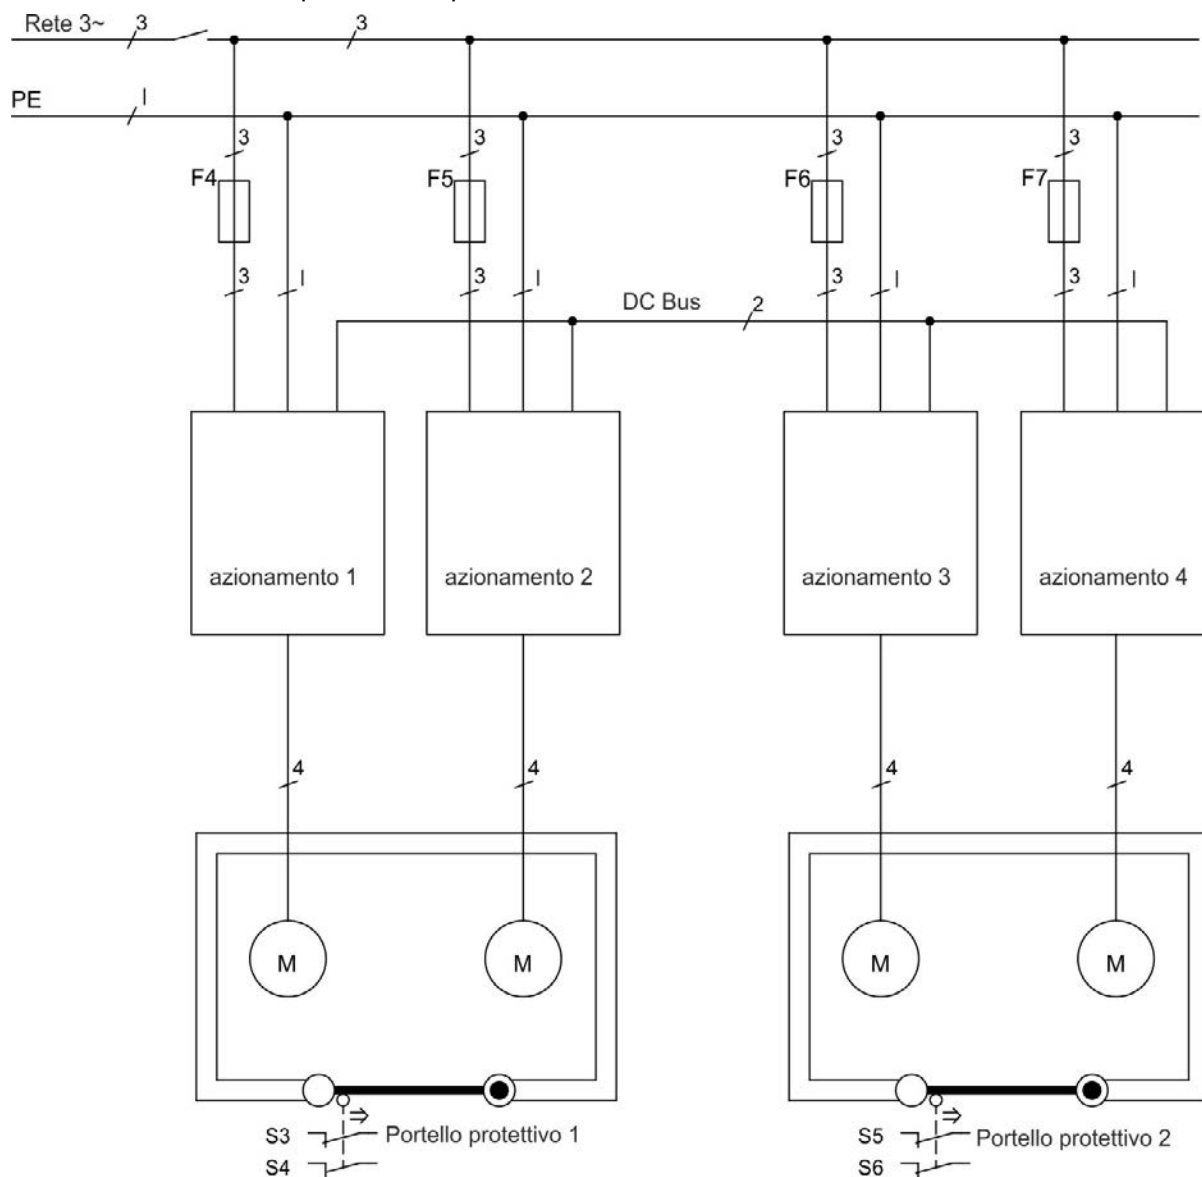 Rete 3~ 3 3
PE I
3 3 3 3
F4 F5 F6 F7
3 I 3 I 3 I 3 I
DC Bus 2
azionamento 1 azionamento 2 azionamento 3 azionamento 4
4 4 4 4
M M M M
S3 Portello protettivo 1 S5 Portello protettivo 2
S4 S6